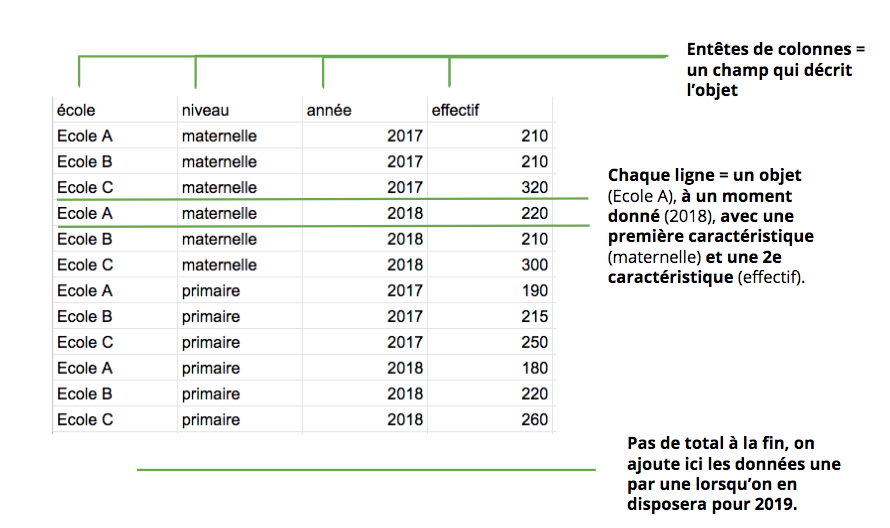 Entêtes de colonnes =
un champ qui décrit
l'objet
école niveau année effectif
Ecole A maternelle 2017 210
Ecole B maternelle 2017 210
Ecole C maternelle 2017 320
Ecole A maternelle 2018 220
Ecole B maternelle 2018 210
Ecole C maternelle 2018 300
Ecole A primaire 2017 190
Ecole B primaire 2017 215
Ecole C primaire 2017 250
Ecole A primaire 2018 180
Ecole B primaire 2018 220
Ecole C primaire 2018 260
Chaque ligne = un objet
(Ecole A), à un moment
donné (2018), avec une
première caractéristique
(maternelle) et une 2e
caractéristique (effectif).
Pas de total à la fin, on
ajoute ici les données une
par une lorsqu'on en
disposera pour 2019.